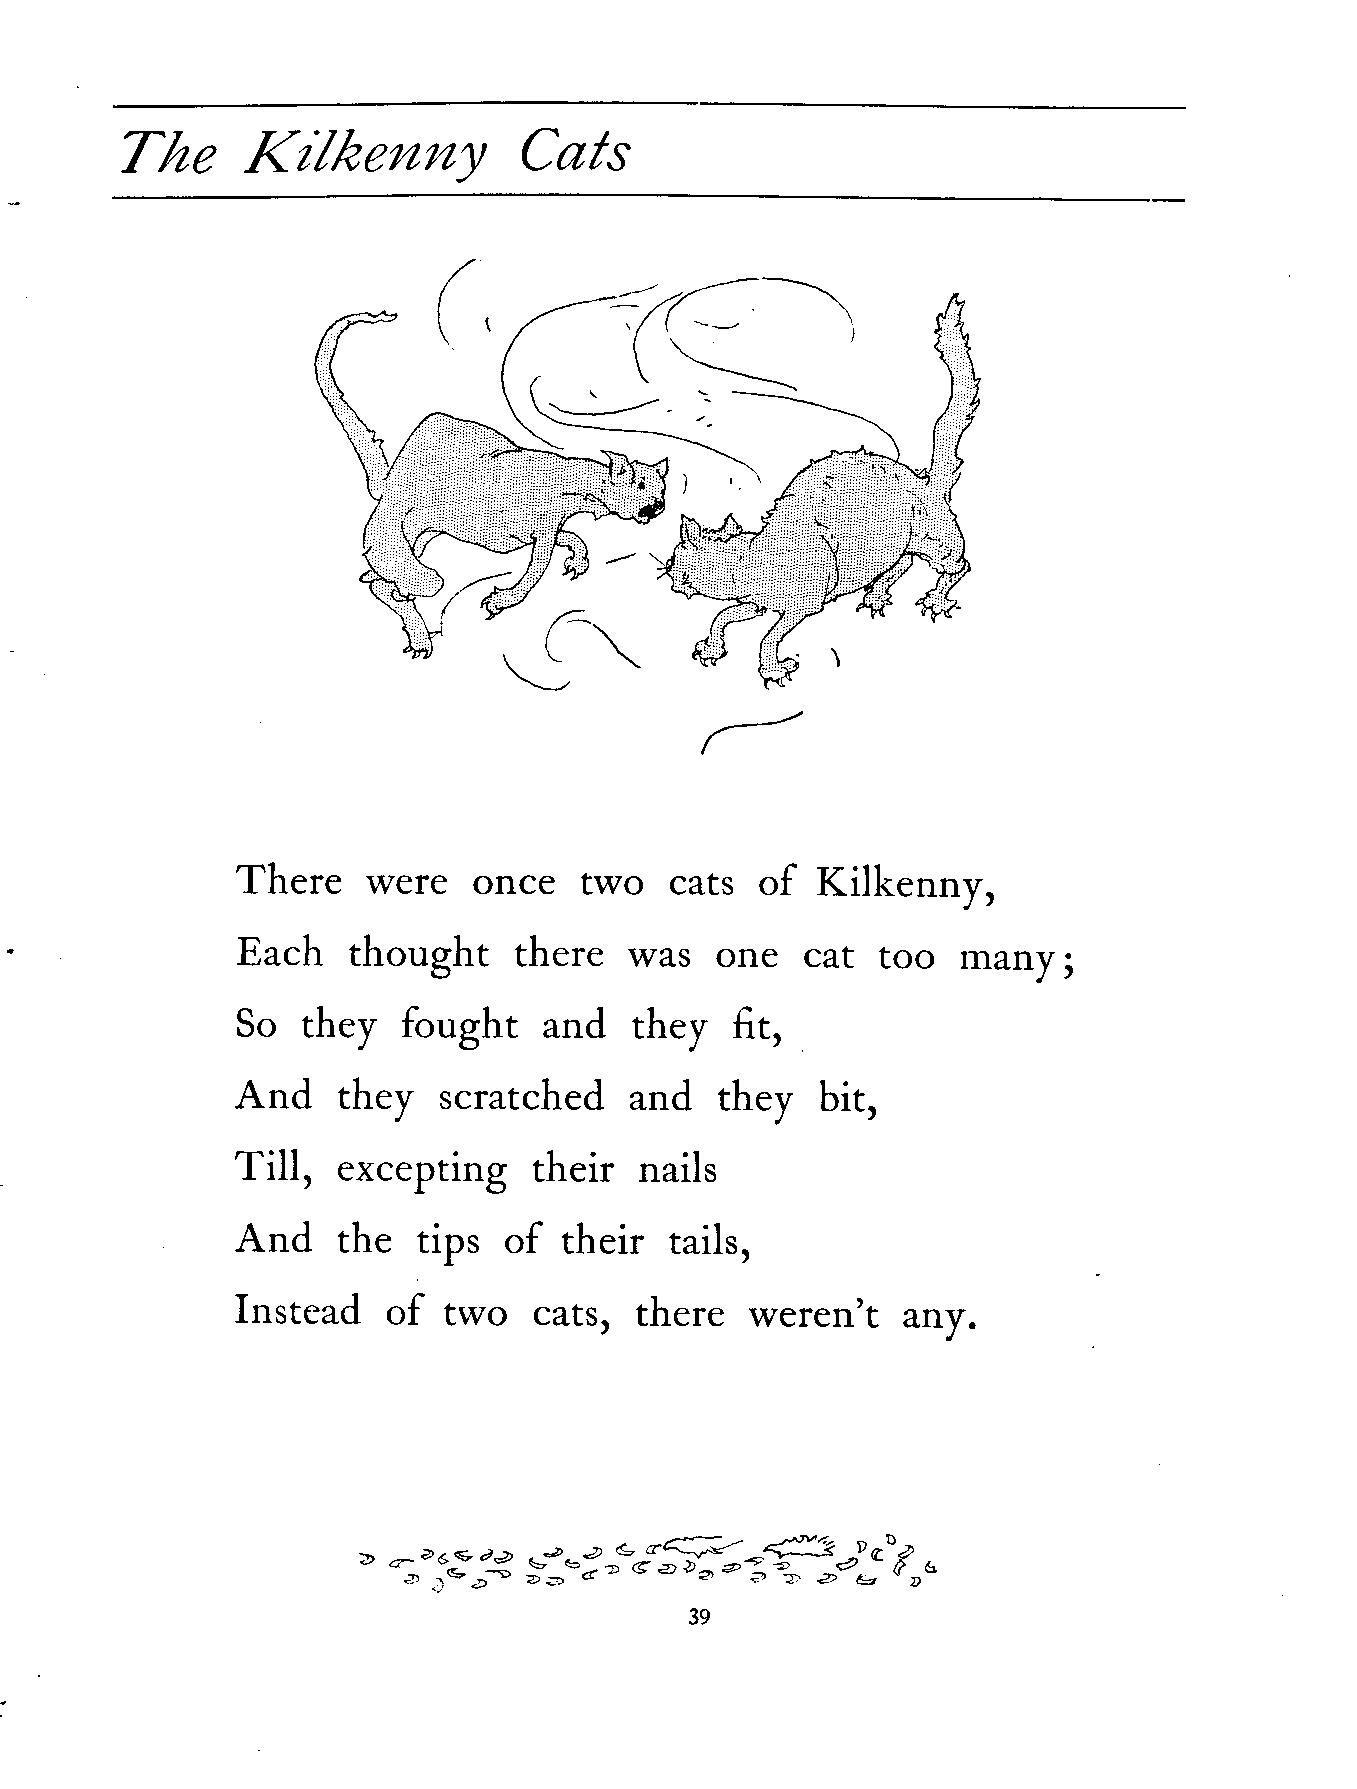 The Kilkenny Cats
There were once two cats of Kilkenny,
Each thought there was one cat too many;
So they fought and they fit,
And they scratched and they bit,
Till, excepting their nails
And the tips of their tails,
Instead of two cats, there weren't any.
39